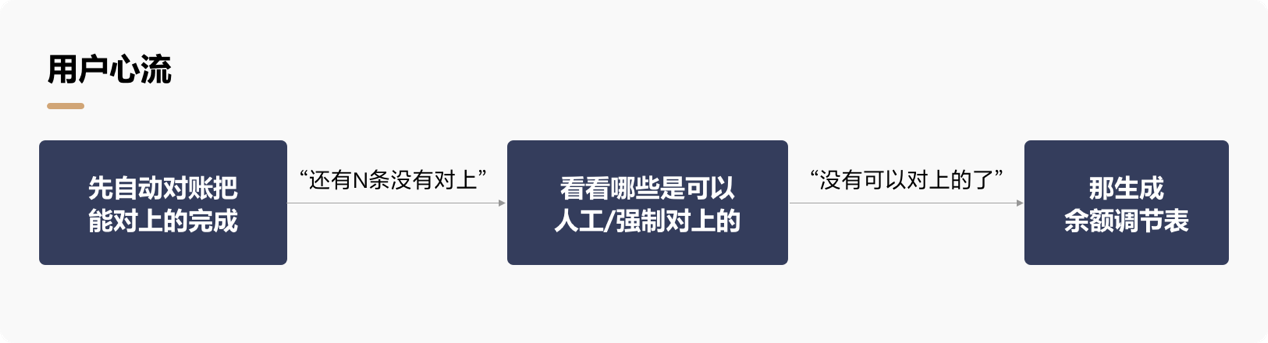 用户心流
先自动对账把
能对上的完成
“还有N条没有对上”
看看哪些是可以
人工/强制对上的
“没有可以对上的了”
那生成
余额调节表